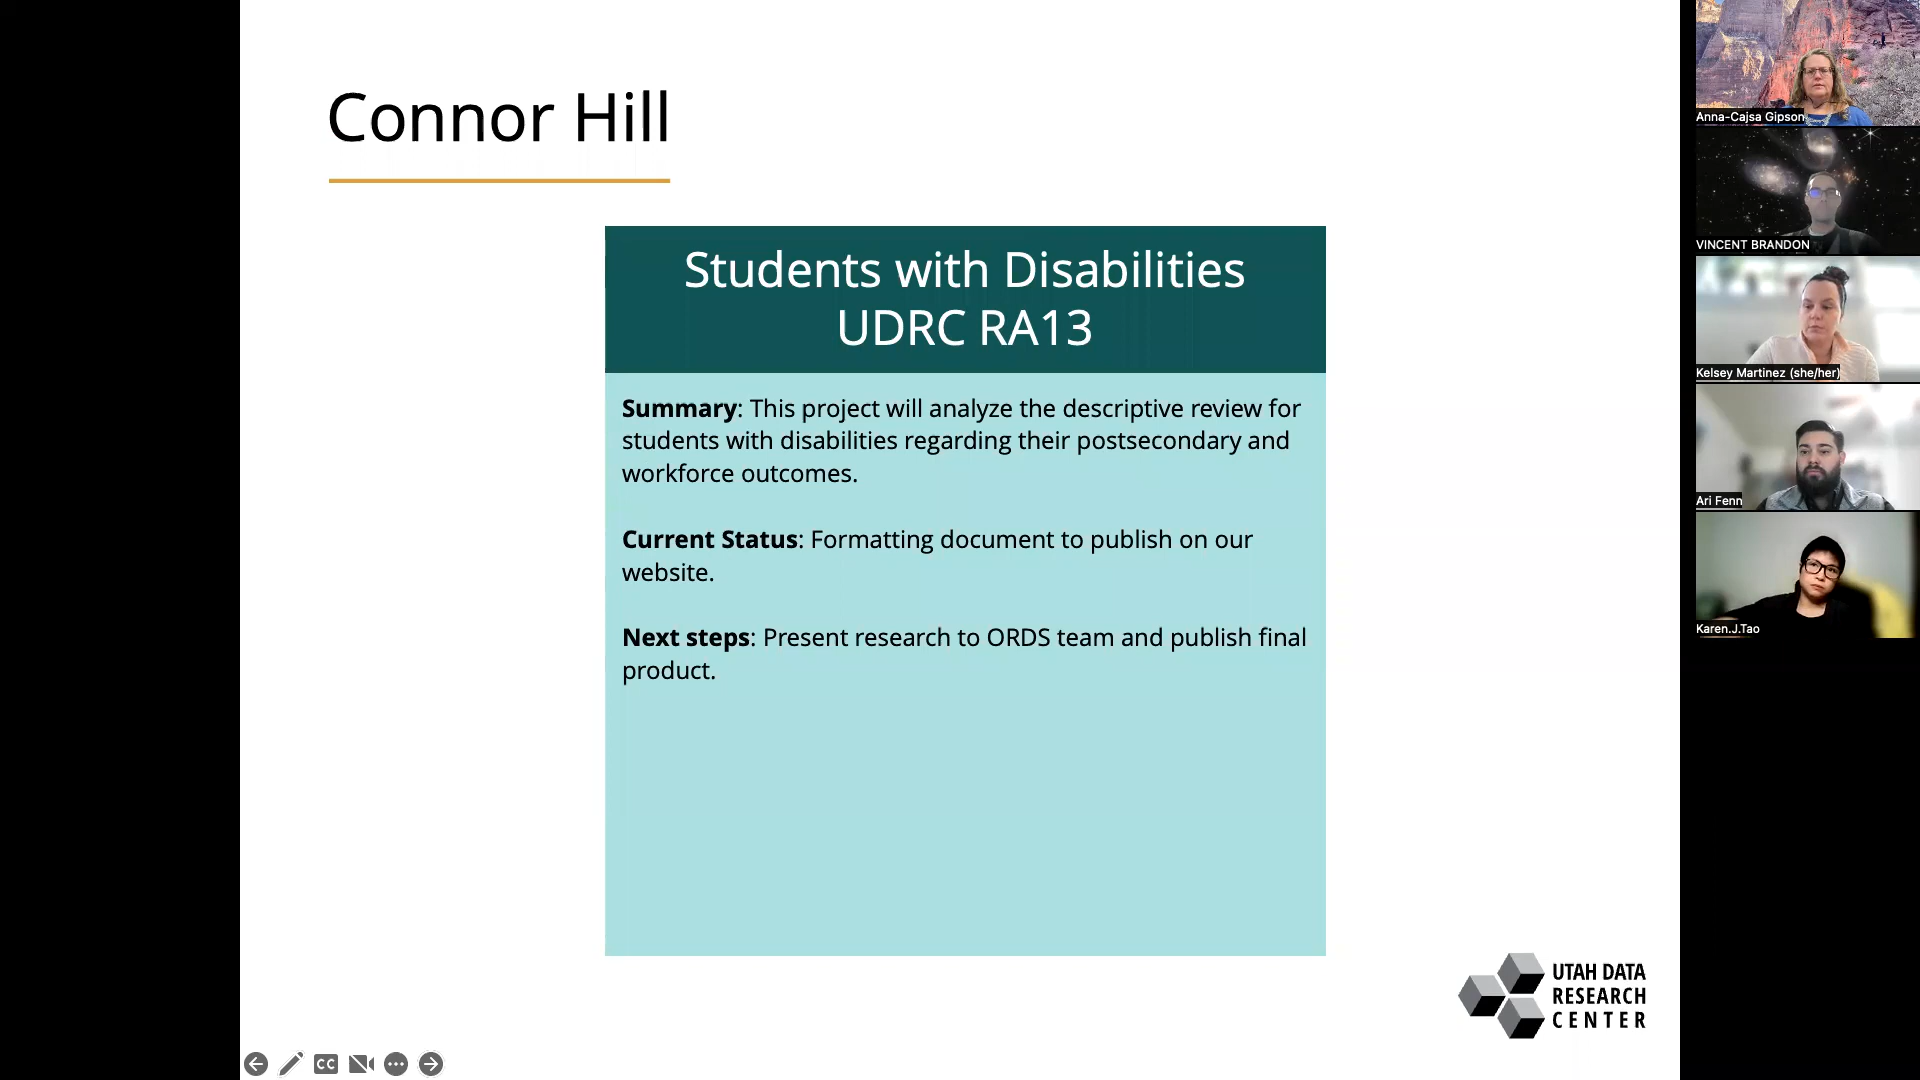 Connor Hill
Students with Disabilities
UDRC RA13
Summary: This project will analyze the descriptive review for
students with disabilities regarding their postsecondary and
workforce outcomes.
Current Status: Formatting document to publish on our
website.
Next steps: Present research to ORDS team and publish final
product.
UTAH DATA
RESEARCH
CENTER
CC
Anna-Cajsa Gipson
VINCENT BRANDON
Kelsey Martinez (she/her)
Ari Fenn
Karen.J.Tao